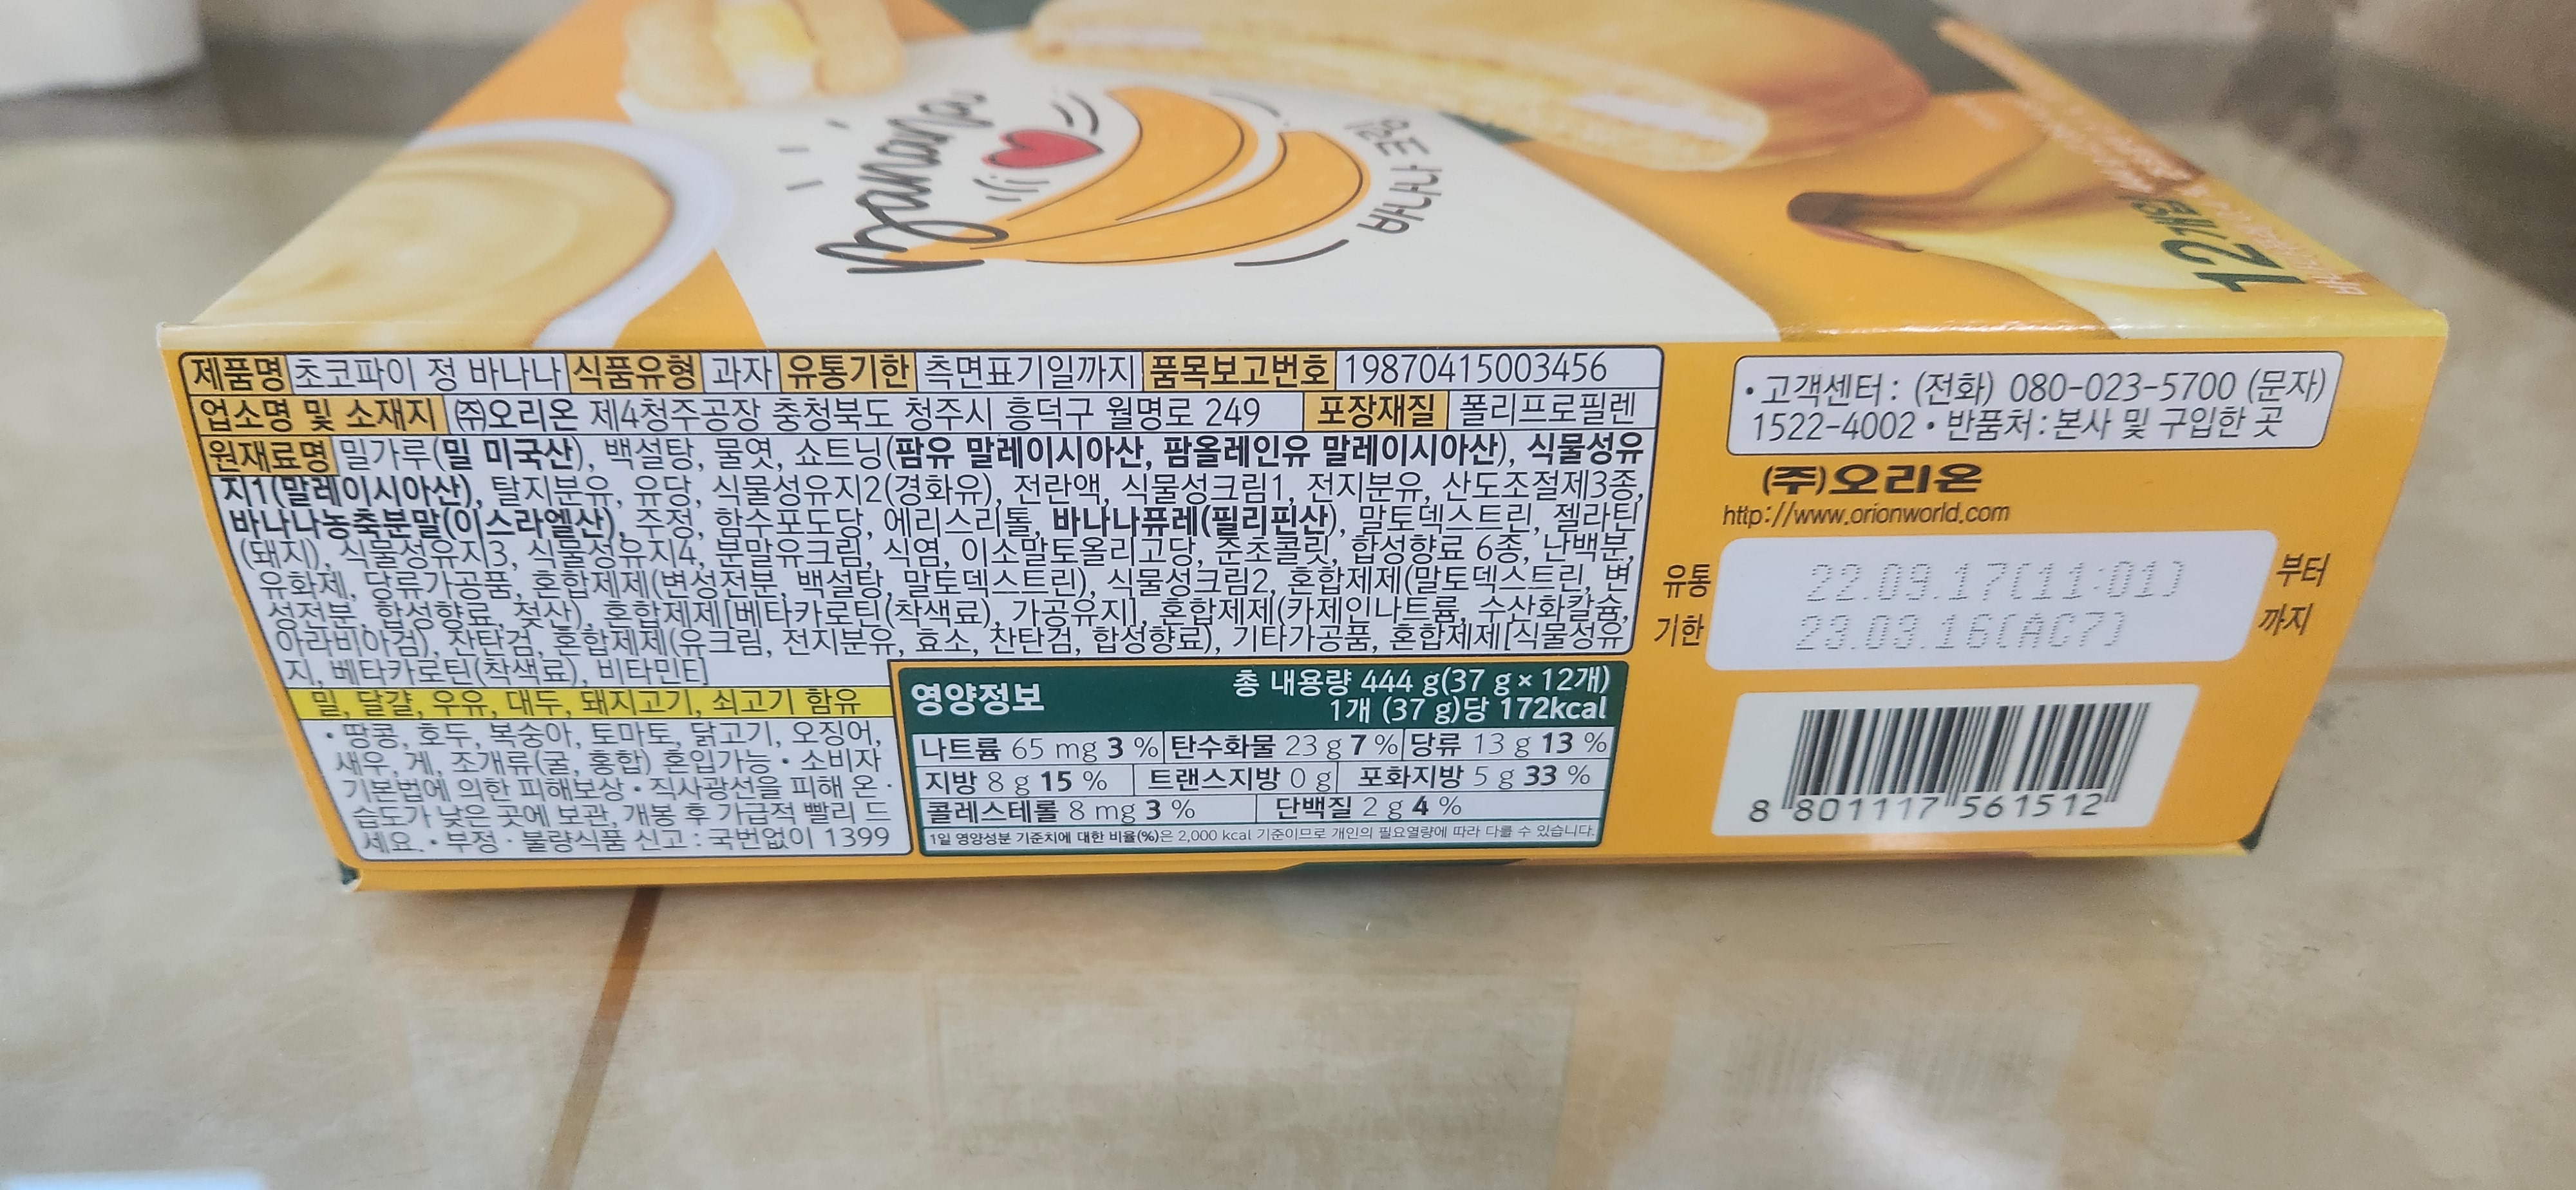 Banana
원조 바나나
12개입
제품명 초코파이 정 바나나 식품유형 과자 유통기한 측면표기일까지 품목보고번호 19870415003456
업소명 및 소재지 ㈜오리온 제4청주공장 충청북도 청주시 흥덕구 월명로 249 포장재질 폴리프로필렌
원재료명 밀가루(밀 미국산), 백설탕, 물엿, 쇼트닝(팜유 말레이시아산, 팜올레인유 말레이시아산), 식물성유
지1(말레이시아산), 탈지분유, 유당, 식물성유지2(경화유), 전란액, 식물성크림1, 전지분유, 산도조절제3종,
바나나농축분말(이스라엘산), 주정, 함수포도당, 에리스리톨, 바나나퓨레(필리핀산), 말토덱스트린, 젤라틴
(돼지), 식물성유지3, 식물성유지4, 분말유크림, 식염, 이소말토올리고당, 준초콜릿, 합성향료 6종, 난백분,
유화제, 당류가공품, 혼합제제(변성전분, 백설탕, 말토덱스트린), 식물성크림2, 혼합제제(말토덱스트린, 변
성전분, 합성향료, 젖산), 혼합제제[베타카로틴(착색료), 가공유지], 혼합제제(카제인나트륨, 수산화칼슘,
아라비아검), 잔탄검, 혼합제제(유크림, 전지분유, 효소, 잔탄검, 합성향료), 기타가공품, 혼합제제[식물성유
지, 베타카로틴(착색료), 비타민E]
밀, 달걀, 우유, 대두, 돼지고기, 쇠고기 함유
• 땅콩, 호두, 복숭아, 토마토, 닭고기, 오징어,
새우, 게, 조개류(굴, 홍합) 혼입가능 • 소비자
기본법에 의한 피해보상 • 직사광선을 피해 온·
습도가 낮은 곳에 보관, 개봉 후 가급적 빨리 드
세요. • 부정·불량식품 신고 : 국번없이 1399
영양정보
총 내용량 444 g(37 g × 12개)
1개 (37 g)당 172kcal
나트륨 65 mg 3 % 탄수화물 23 g 7 % 당류 13 g 13 %
지방 8 g 15 % 트랜스지방 0 g 포화지방 5 g 33 %
콜레스테롤 8 mg 3 % 단백질 2 g 4 %
1일 영양성분 기준치에 대한 비율(%)은 2,000 kcal 기준이므로 개인의 필요열량에 따라 다를 수 있습니다.
• 고객센터 : (전화) 080-023-5700 (문자)
1522-4002 • 반품처 : 본사 및 구입한 곳
(주)오리온
http://www.orionworld.com
유통 22.09.17(11:01) 부터
기한 23.03.16(AC7) 까지
8 801117 561512